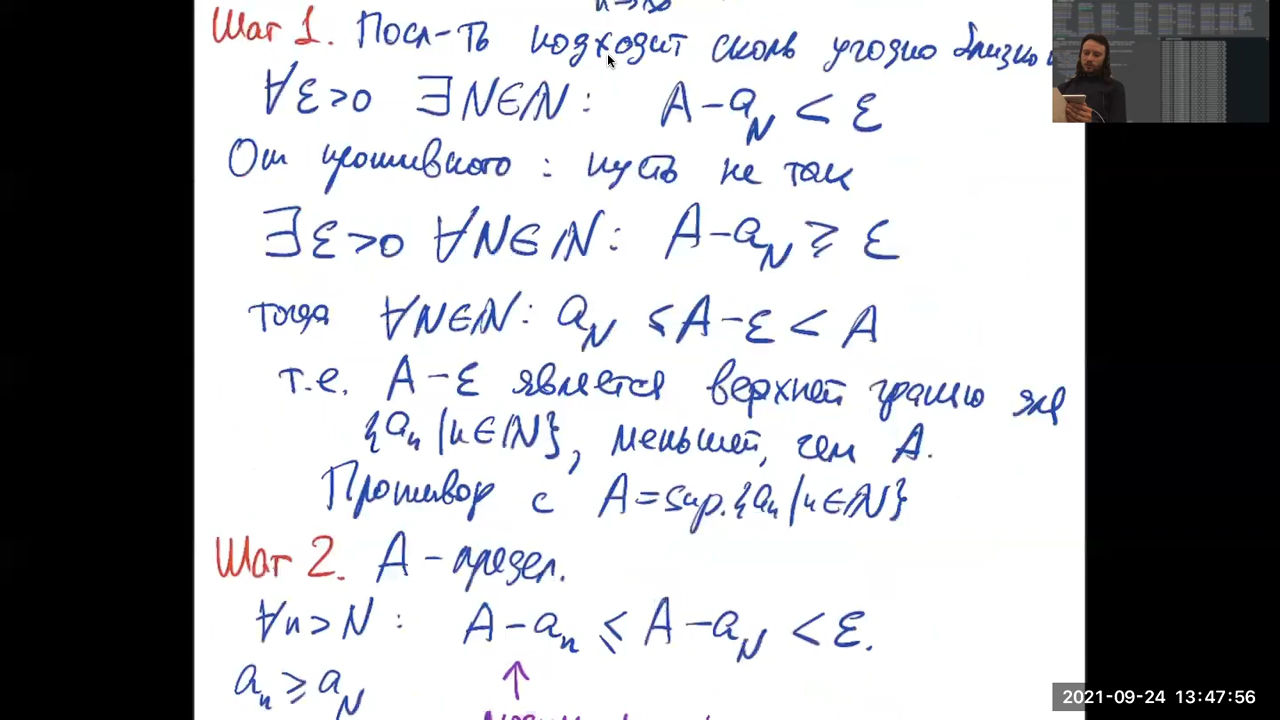 n→∞
Шаг 1. Посл-ть подходит сколь угодно близко
∀ε>0 ∃N∈ℕ: A-a_N < ε
От противного: пусть не так
∃ε>0 ∀N∈ℕ: A-a_N ≥ ε
тогда ∀N∈ℕ: a_N ≤ A-ε < A
т.е. A-ε является верхней гранью для
{a_n | n∈ℕ}, меньшей, чем A.
Противор с A=sup{a_n | n∈ℕ}
Шаг 2. A - предел.
∀n>N: A-a_n ≤ A-a_N < ε.
a_n ≥ a_N
↑
2021-09-24 13:47:56